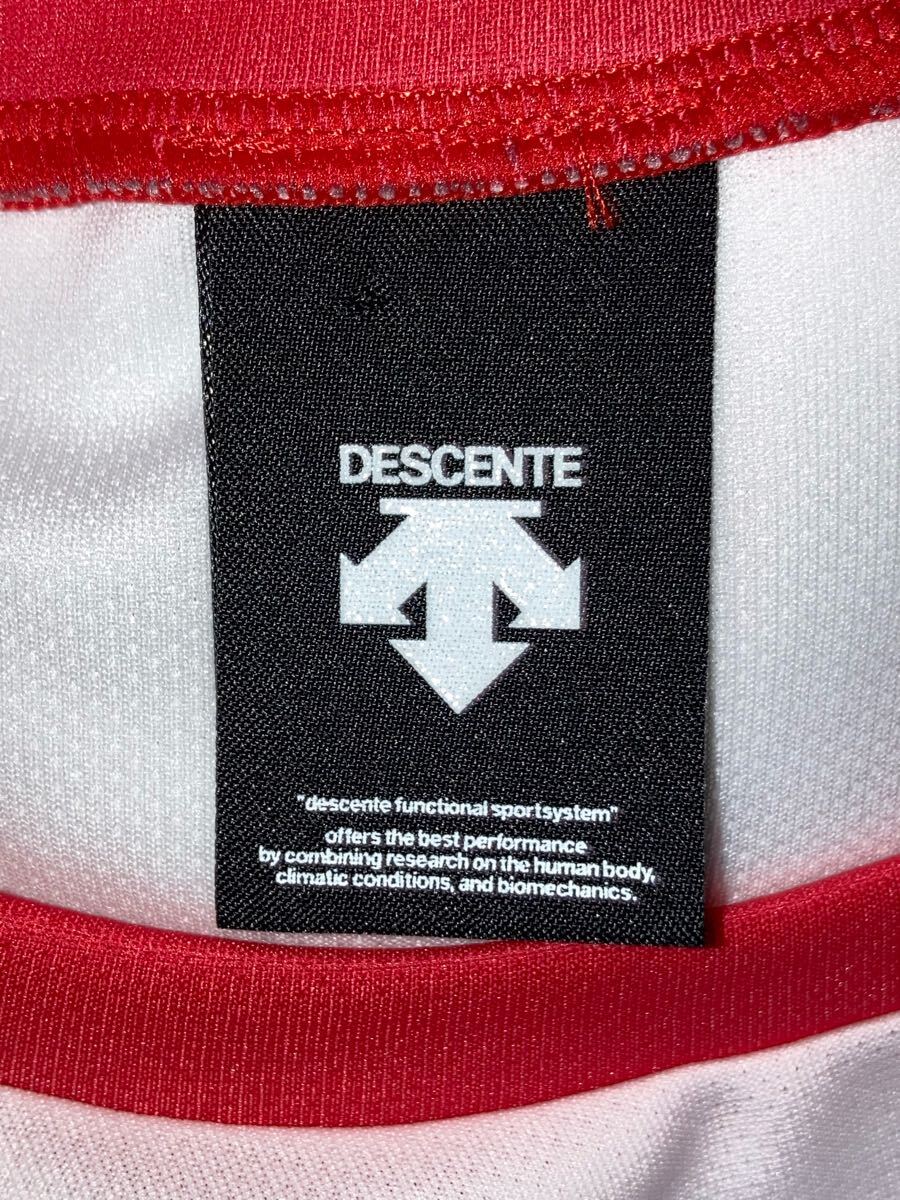 DESCENTE
"descente functional sportsystem"
offers the best performance
by combining research on the human body,
climatic conditions, and biomechanics.